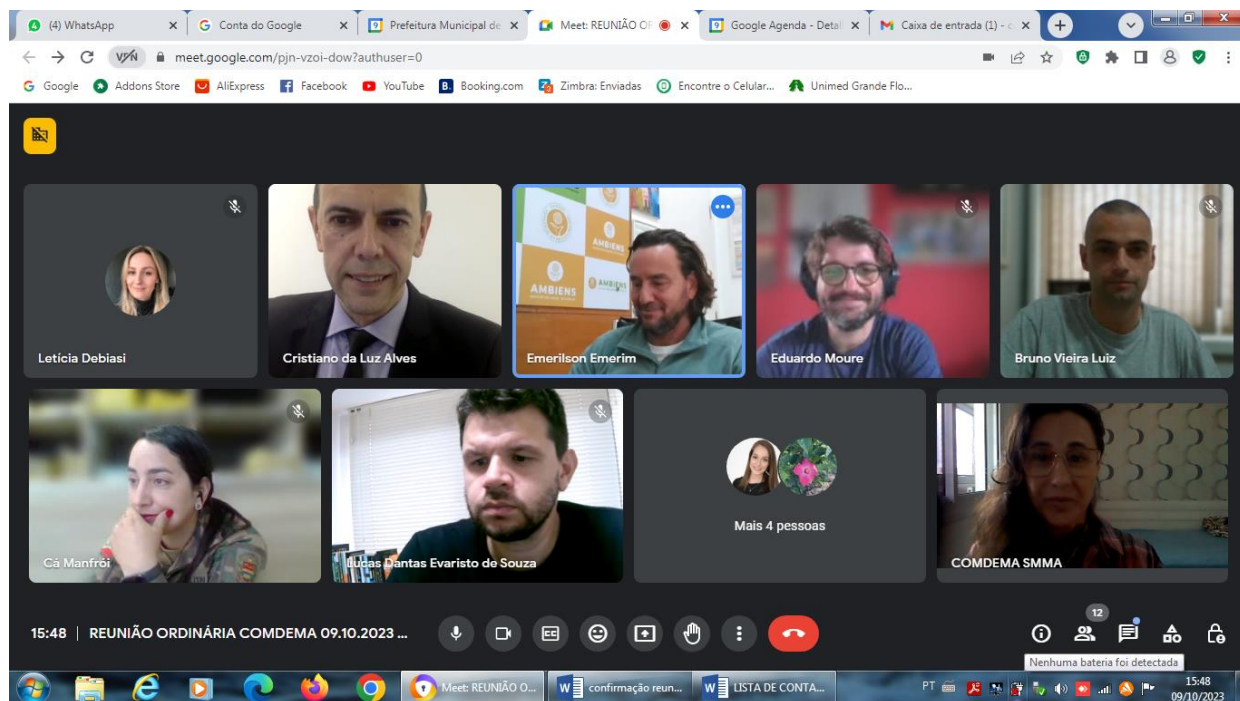 (4) WhatsApp
Conta do Google
Prefeitura Municipal de
Meet: REUNIÃO OF
Google Agenda - Detal
Caixa de entrada (1) - c
meet.google.com/pjn-vzoi-dow?authuser=0
Google
Addons Store
AliExpress
Facebook
YouTube
Booking.com
Zimbra: Enviadas
Encontre o Celular...
Unimed Grande Flo...
AMBIENS
AMBIENS
AMBIENS
Letícia Debiasi
Cristiano da Luz Alves
Emerilson Emerim
Eduardo Moure
Bruno Vieira Luiz
Cá Manfrói
Lucas Dantas Evaristo de Souza
Mais 4 pessoas
COMDEMA SMMA
15:48 | REUNIÃO ORDINÁRIA COMDEMA 09.10.2023 ...
CC
12
Nenhuma bateria foi detectada
Meet: REUNIÃO O...
confirmação reun...
LISTA DE CONTA...
PT
15:48
09/10/2023